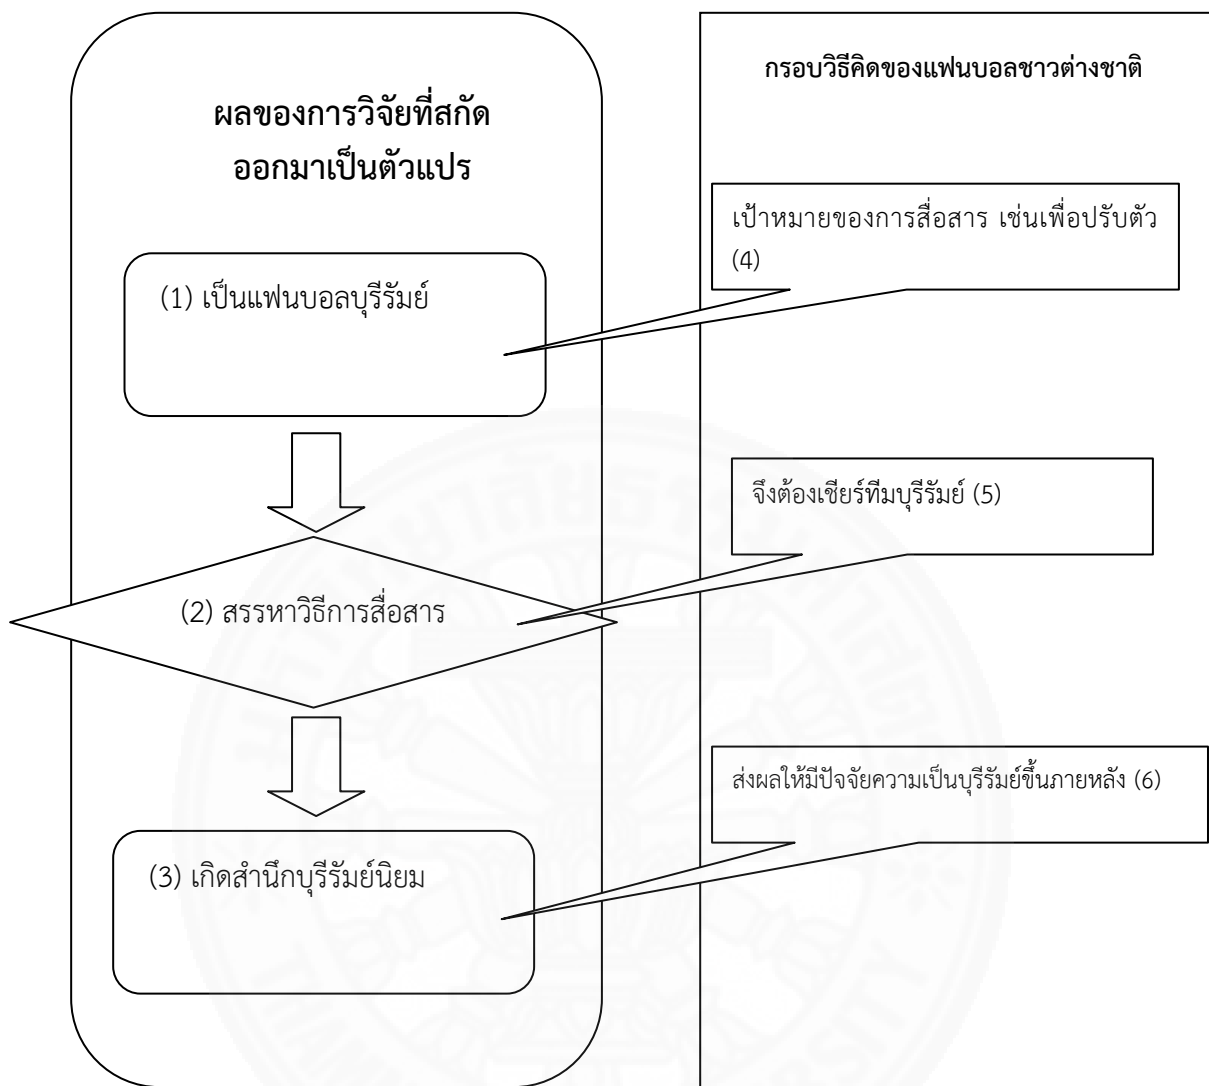 ผลของการวิจัยที่สกัด
ออกมาเป็นตัวแปร
(1) เป็นแฟนบอลบุรีรัมย์
(2) สรรหาวิธีการสื่อสาร
(3) เกิดสำนึกบุรีรัมย์นิยม
กรอบวิธีคิดของแฟนบอลชาวต่างชาติ
เป้าหมายของการสื่อสาร เช่นเพื่อปรับตัว
(4)
จึงต้องเชียร์ทีมบุรีรัมย์ (5)
ส่งผลให้มีปัจจัยความเป็นบุรีรัมย์ขึ้นภายหลัง (6)